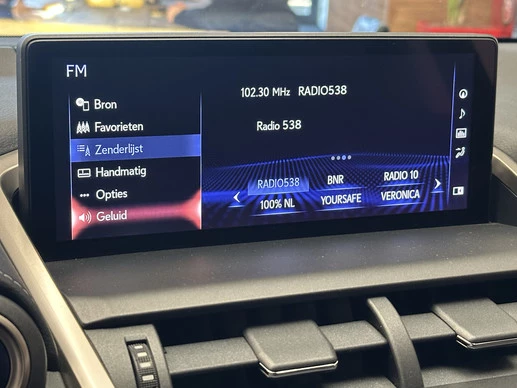 FM
Bron
Favorieten
Zenderlijst
Handmatig
Opties
Geluid
102.30 MHz RADIO538
Radio 538
RADIO538 BNR RADIO 10
100% NL YOURSAFE VERONICA